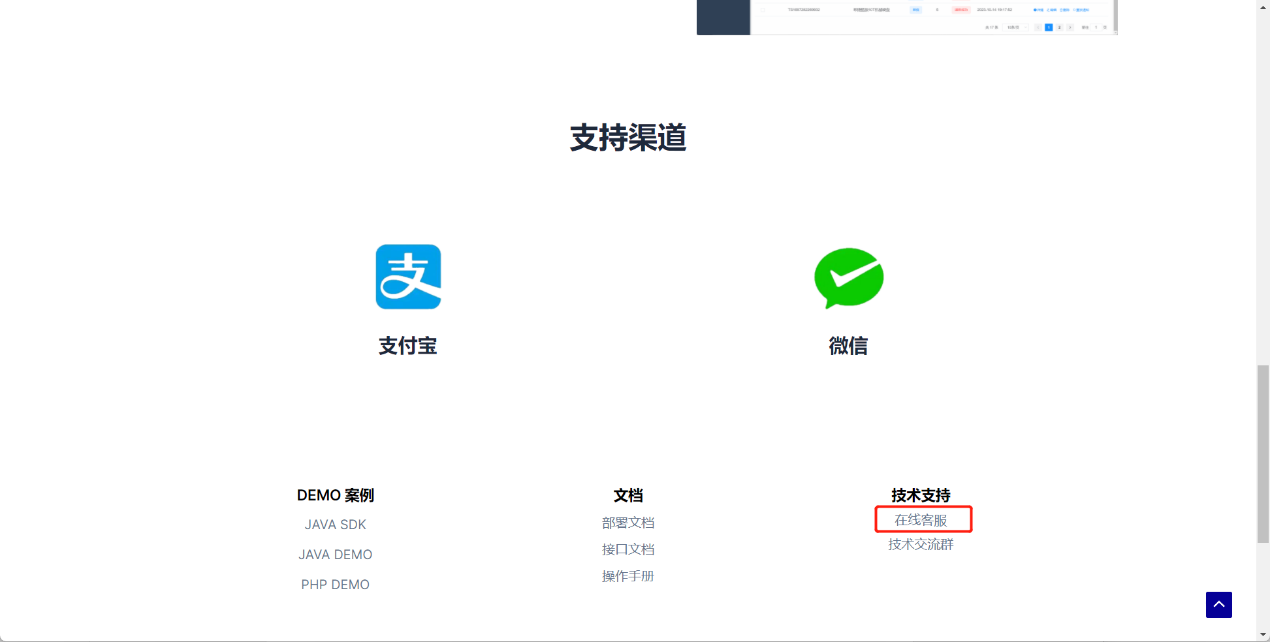 支持渠道
支付宝
微信
DEMO 案例
JAVA SDK
JAVA DEMO
PHP DEMO
文档
部署文档
接口文档
操作手册
技术支持
在线客服
技术交流群